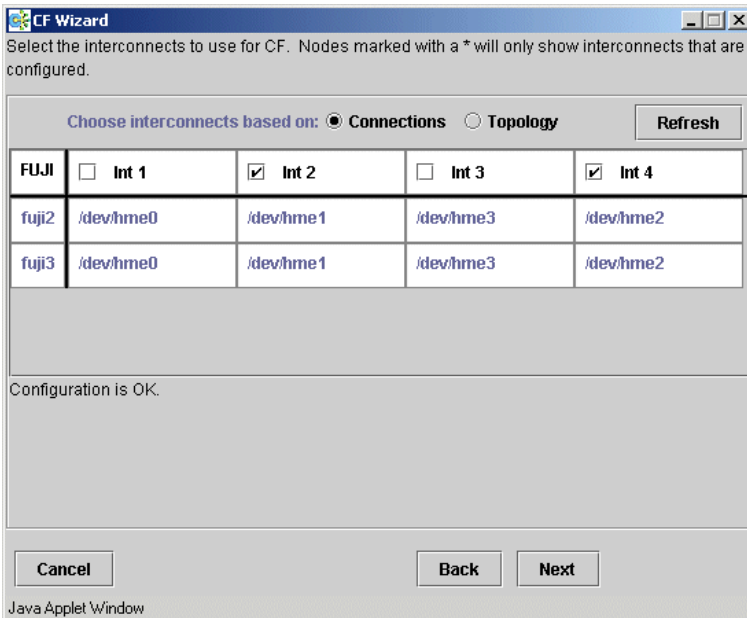 CF Wizard
Select the interconnects to use for CF. Nodes marked with a * will only show interconnects that are
configured.
Choose interconnects based on: Connections Topology Refresh
FUJI Int 1 Int 2 Int 3 Int 4
fuji2 /dev/hme0 /dev/hme1 /dev/hme3 /dev/hme2
fuji3 /dev/hme0 /dev/hme1 /dev/hme3 /dev/hme2
Configuration is OK.
Cancel Back Next
Java Applet Window